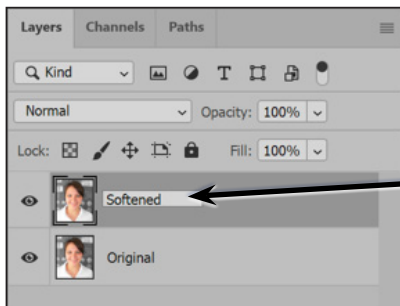 Layers Channels Paths
Kind T
Normal Opacity: 100%
Lock: Fill: 100%
Softened
Original